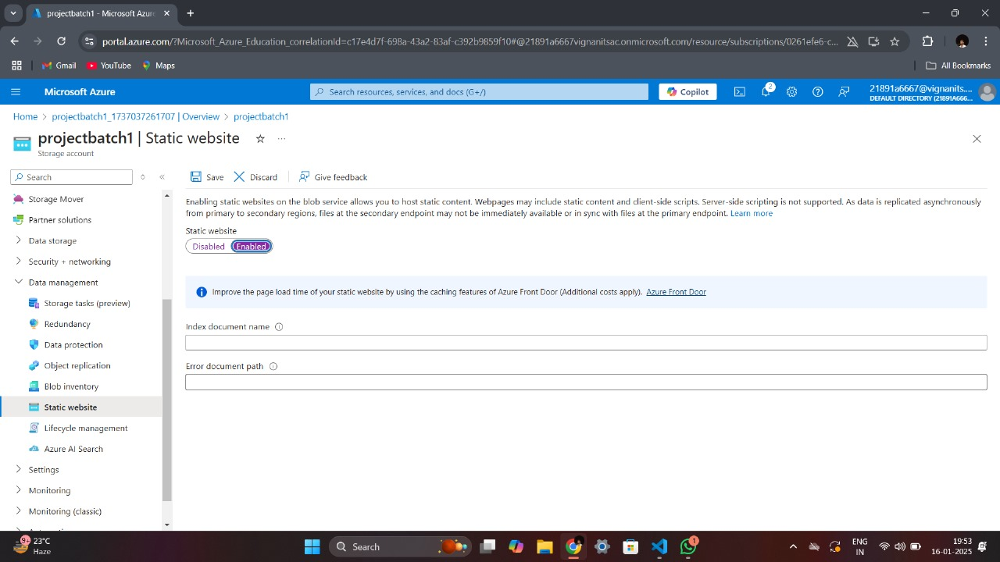 projectbatch1 - Microsoft Azure
portal.azure.com/?Microsoft_Azure_Education_correlationId=c17e4d7f-698a-43a2-83af-c392b9859f10#@21891a6667vignanitsac.onmicrosoft.com/resource/subscriptions/0261efe6-c...
Gmail
YouTube
Maps
All Bookmarks
Microsoft Azure
Search resources, services, and docs (G+/)
Copilot
2
21891a6667@vignanits....
DEFAULT DIRECTORY (21891A666...
Home > projectbatch1_1737037261707 | Overview > projectbatch1
projectbatch1 | Static website
Storage account
Search
Save
Discard
Give feedback
Storage Mover
Partner solutions
Data storage
Security + networking
Data management
Storage tasks (preview)
Redundancy
Data protection
Object replication
Blob inventory
Static website
Lifecycle management
Azure AI Search
Settings
Monitoring
Monitoring (classic)
Enabling static websites on the blob service allows you to host static content. Webpages may include static content and client-side scripts. Server-side scripting is not supported. As data is replicated asynchronously
from primary to secondary regions, files at the secondary endpoint may not be immediately available or in sync with files at the primary endpoint. Learn more
Static website
Disabled
Enabled
Improve the page load time of your static website by using the caching features of Azure Front Door (Additional costs apply). Azure Front Door
Index document name
Error document path
9+
23°C
Haze
Search
1
ENG
IN
19:53
16-01-2025